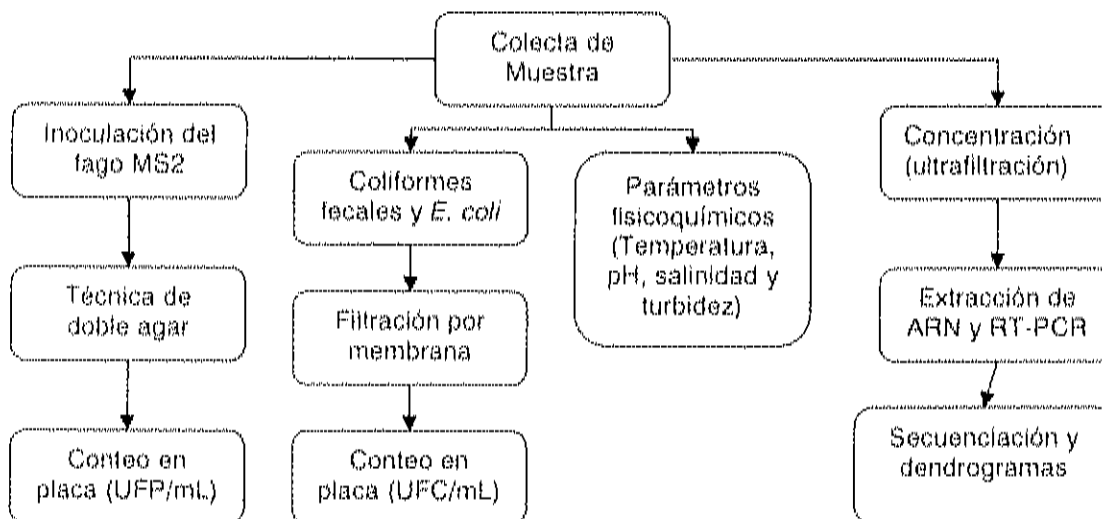 Colecta de
Muestra
Inoculación del
fago MS2
Técnica de
doble agar
Conteo en
placa (UFP/mL)
Coliformes
fecales y E. coli
Filtración por
membrana
Conteo en
placa (UFC/mL)
Parámetros
fisicoquímicos
(Temperatura,
pH, salinidad y
turbidez)
Concentración
(ultrafiltración)
Extracción de
ARN y RT-PCR
Secuenciación y
dendrogramas